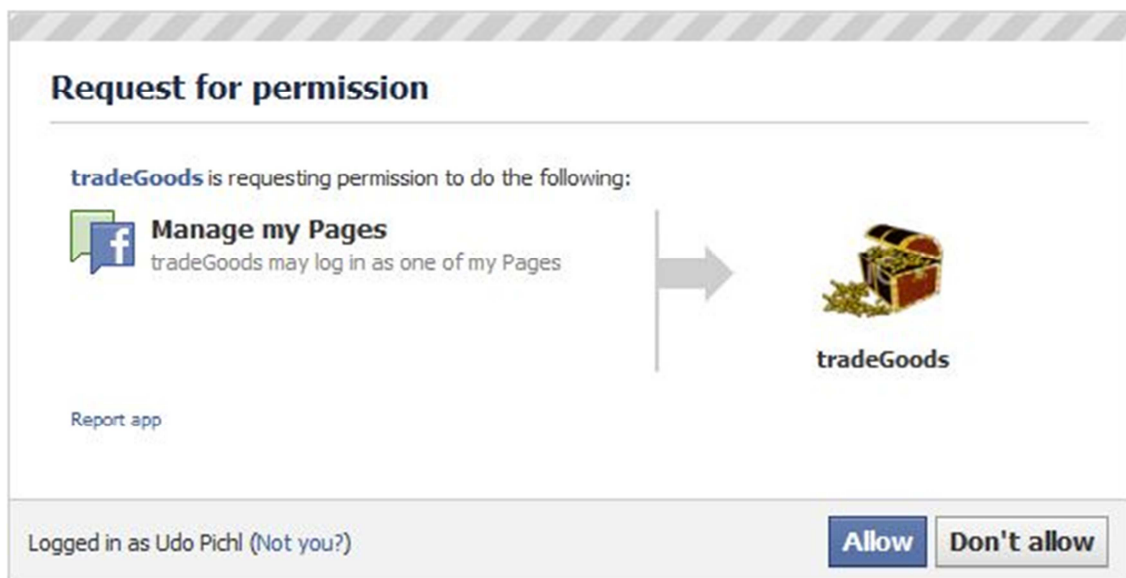 Request for permission
tradeGoods is requesting permission to do the following:
Manage my Pages
tradeGoods may log in as one of my Pages
tradeGoods
Report app
Logged in as Udo Pichl (Not you?)
Allow
Don't allow